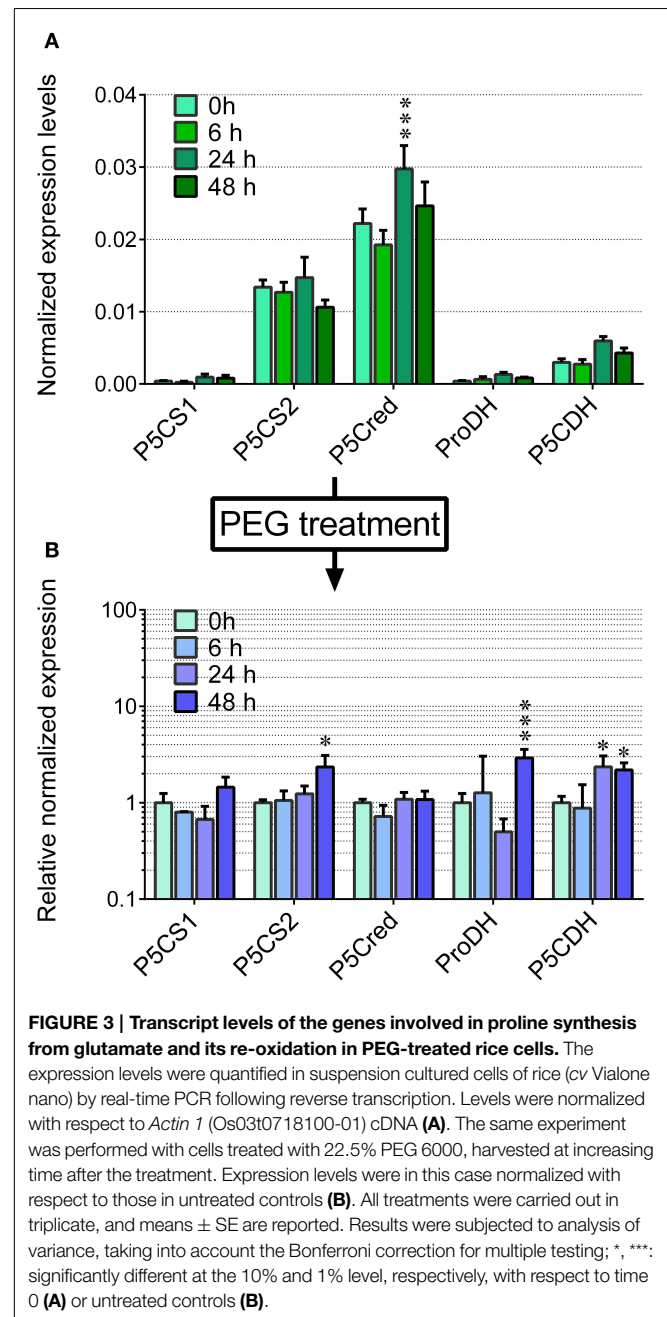 A
Normalized expression levels
0.04
0.03
0.02
0.01
0.00
0h
6 h
24 h
48 h
***
P5CS1
P5CS2
P5Cred
ProDH
P5CDH
PEG treatment
B
Relative normalized expression
100
10
1
0.1
0h
6 h
24 h
48 h
*
***
*
*
P5CS1
P5CS2
P5Cred
ProDH
P5CDH
FIGURE 3 | Transcript levels of the genes involved in proline synthesis
from glutamate and its re-oxidation in PEG-treated rice cells. The
expression levels were quantified in suspension cultured cells of rice (cv Vialone
nano) by real-time PCR following reverse transcription. Levels were normalized
with respect to Actin 1 (Os03t0718100-01) cDNA (A). The same experiment
was performed with cells treated with 22.5% PEG 6000, harvested at increasing
time after the treatment. Expression levels were in this case normalized with
respect to those in untreated controls (B). All treatments were carried out in
triplicate, and means ± SE are reported. Results were subjected to analysis of
variance, taking into account the Bonferroni correction for multiple testing; *, ***:
significantly different at the 10% and 1% level, respectively, with respect to time
0 (A) or untreated controls (B).